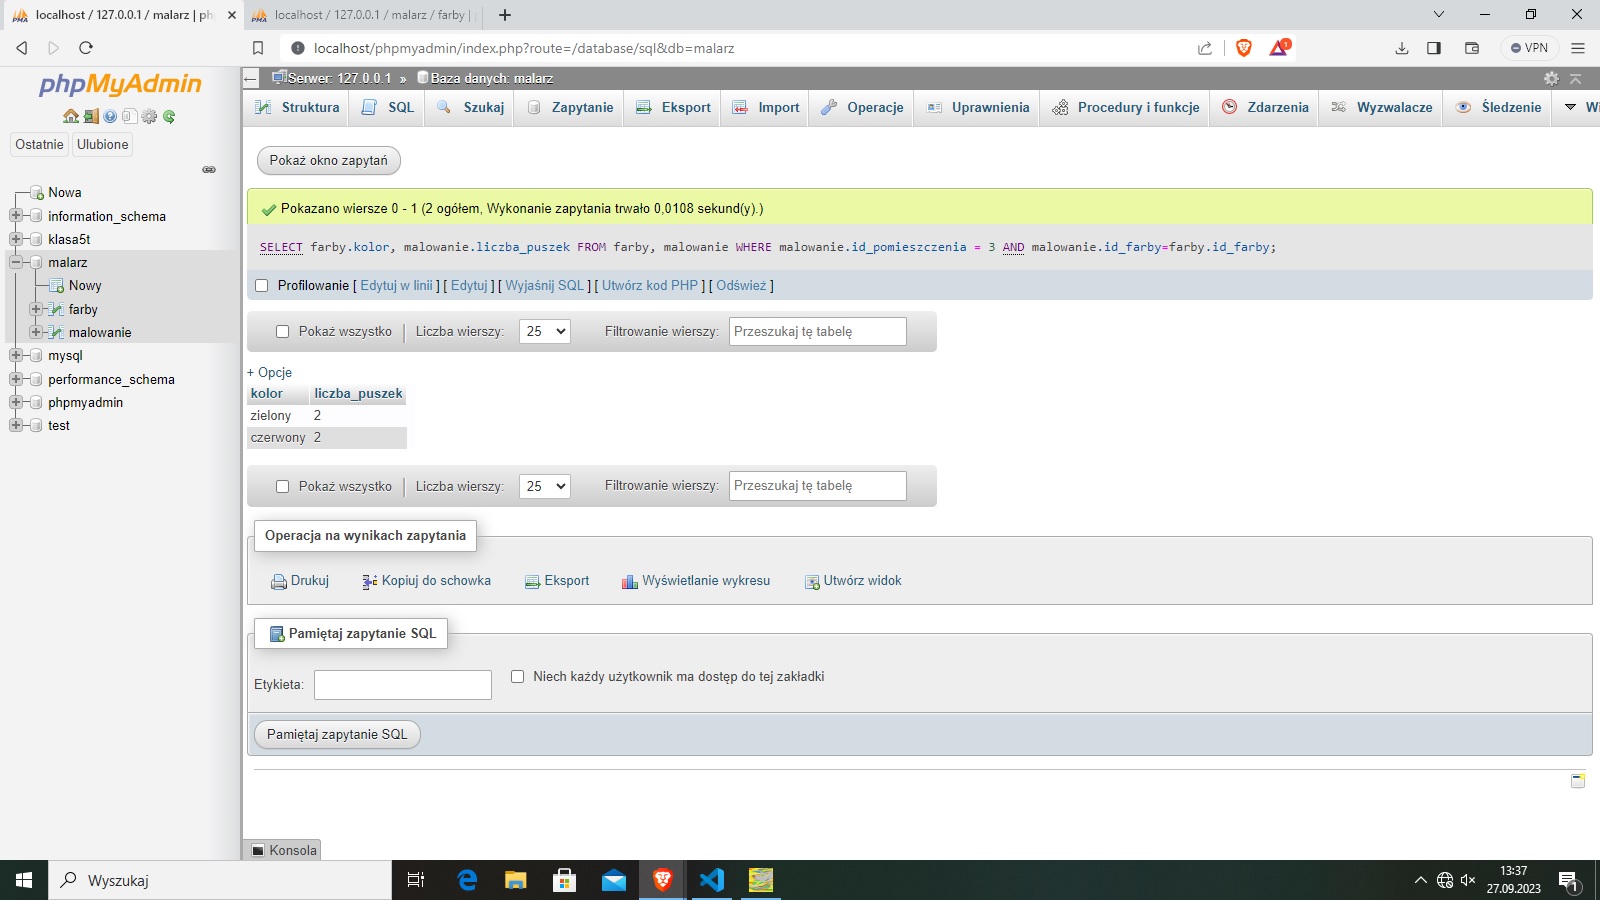 localhost / 127.0.0.1 / malarz | ph
localhost / 127.0.0.1 / malarz / farby |
localhost/phpmyadmin/index.php?route=/database/sql&db=malarz
1
VPN
phpMyAdmin
Ostatnie
Ulubione
Nowa
information_schema
klasa5t
malarz
Nowy
farby
malowanie
mysql
performance_schema
phpmyadmin
test
Serwer: 127.0.0.1 » Baza danych: malarz
Struktura
SQL
Szukaj
Zapytanie
Eksport
Import
Operacje
Uprawnienia
Procedury i funkcje
Zdarzenia
Wyzwalacze
Śledzenie
Wi
Pokaż okno zapytań
Pokazano wiersze 0 - 1 (2 ogółem, Wykonanie zapytania trwało 0,0108 sekund(y).)
SELECT farby.kolor, malowanie.liczba_puszek FROM farby, malowanie WHERE malowanie.id_pomieszczenia = 3 AND malowanie.id_farby=farby.id_farby;
Profilowanie [ Edytuj w linii ] [ Edytuj ] [ Wyjaśnij SQL ] [ Utwórz kod PHP ] [ Odśwież ]
Pokaż wszystko | Liczba wierszy: 25 Filtrowanie wierszy: Przeszukaj tę tabelę
+ Opcje
kolor liczba_puszek
zielony 2
czerwony 2
Pokaż wszystko | Liczba wierszy: 25 Filtrowanie wierszy: Przeszukaj tę tabelę
Operacja na wynikach zapytania
Drukuj Kopiuj do schowka Eksport Wyświetlanie wykresu Utwórz widok
Pamiętaj zapytanie SQL
Etykieta: Niech każdy użytkownik ma dostęp do tej zakładki
Pamiętaj zapytanie SQL
Konsola
Wyszukaj
13:37
27.09.2023
1